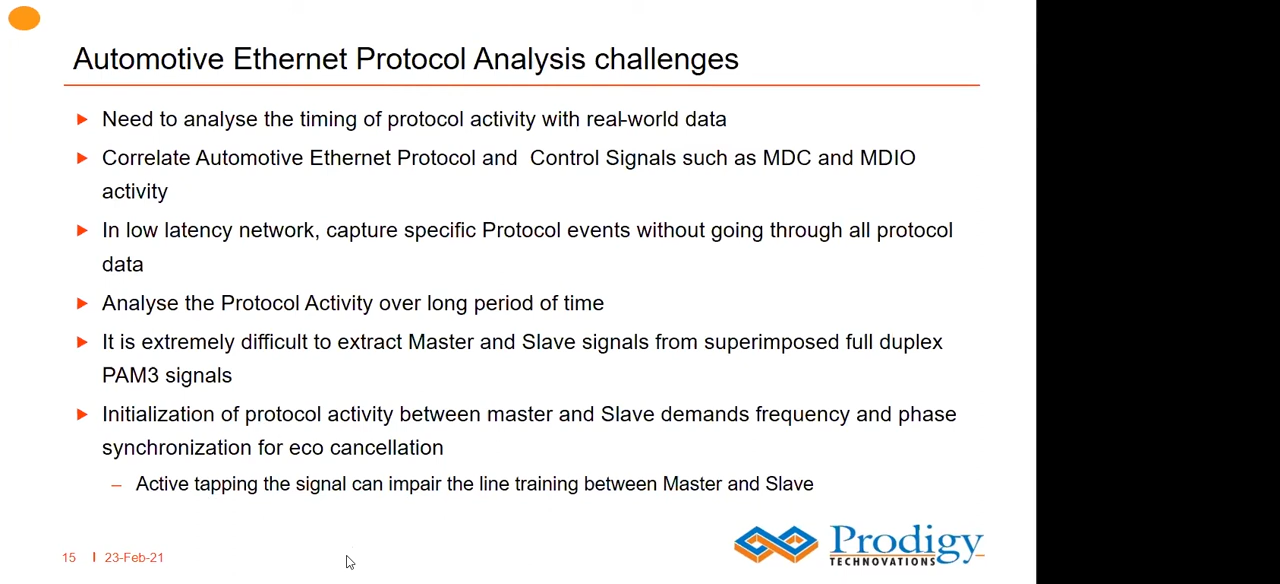 Automotive Ethernet Protocol Analysis challenges
Need to analyse the timing of protocol activity with real-world data
Correlate Automotive Ethernet Protocol and Control Signals such as MDC and MDIO
activity
In low latency network, capture specific Protocol events without going through all protocol
data
Analyse the Protocol Activity over long period of time
It is extremely difficult to extract Master and Slave signals from superimposed full duplex
PAM3 signals
Initialization of protocol activity between master and Slave demands frequency and phase
synchronization for eco cancellation
– Active tapping the signal can impair the line training between Master and Slave
15 I 23-Feb-21
Prodigy
TECHNOVATIONS